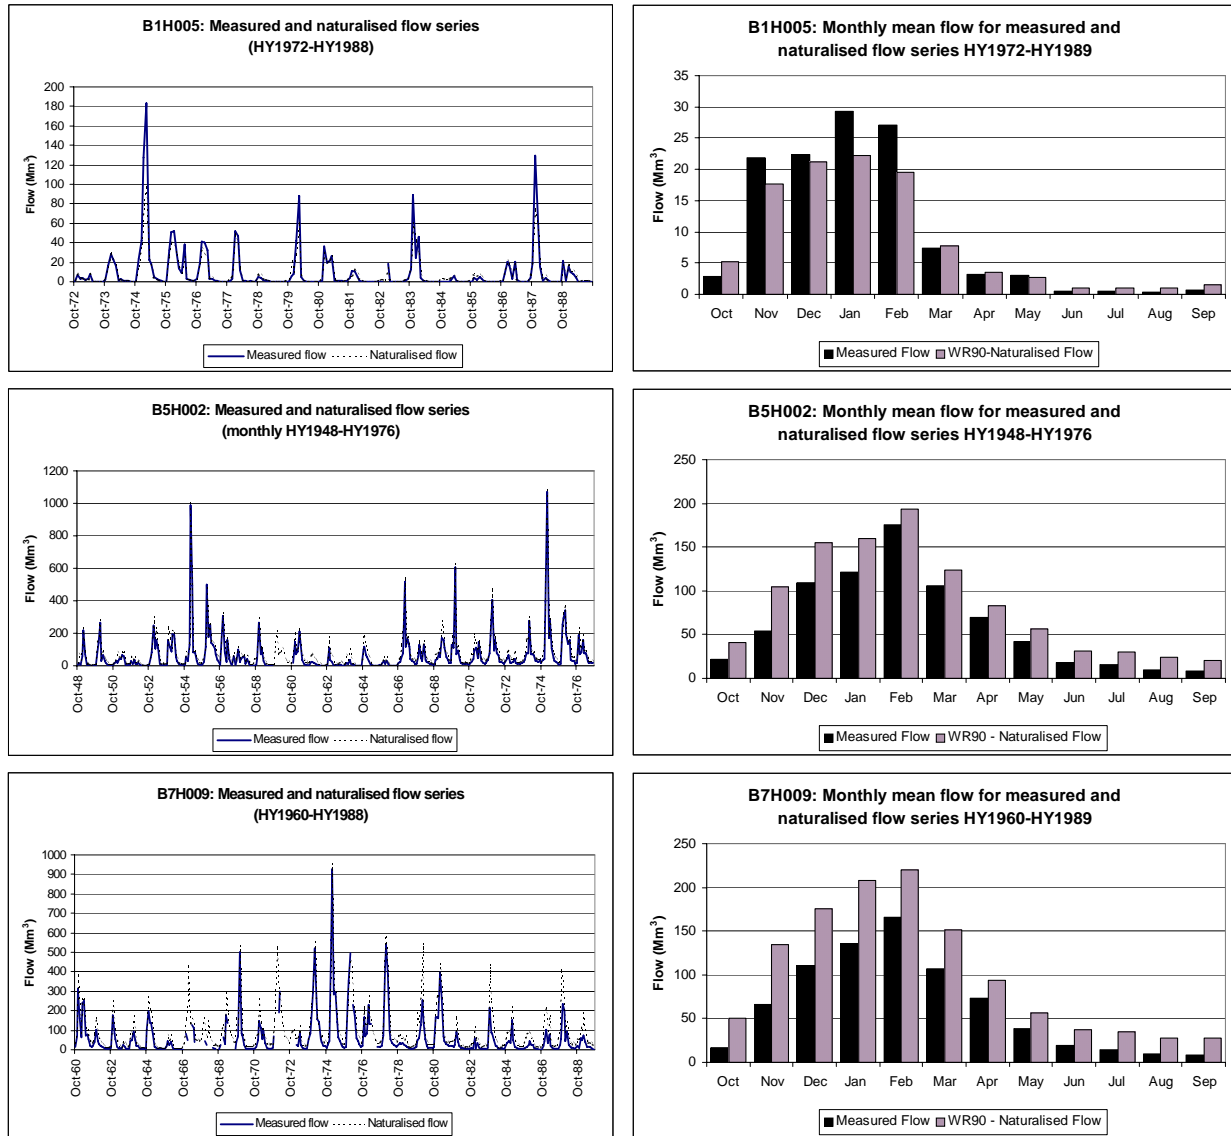 B1H005: Measured and naturalised flow series
(HY1972-HY1988)
Flow (Mm³)
200
180
160
140
120
100
80
60
40
20
0
Oct-72
Oct-73
Oct-74
Oct-75
Oct-76
Oct-77
Oct-78
Oct-79
Oct-80
Oct-81
Oct-82
Oct-83
Oct-84
Oct-85
Oct-86
Oct-87
Oct-88
Measured flow Naturalised flow
B1H005: Monthly mean flow for measured and
naturalised flow series HY1972-HY1989
Flow (Mm³)
35
30
25
20
15
10
5
0
Oct Nov Dec Jan Feb Mar Apr May Jun Jul Aug Sep
Measured Flow WR90-Naturalised Flow
B5H002: Measured and naturalised flow series
(monthly HY1948-HY1976)
Flow (Mm³)
1200
1000
800
600
400
200
0
Oct-48
Oct-50
Oct-52
Oct-54
Oct-56
Oct-58
Oct-60
Oct-62
Oct-64
Oct-66
Oct-68
Oct-70
Oct-72
Oct-74
Oct-76
Measured flow Naturalised flow
B5H002: Monthly mean flow for measured and
naturalised flow series HY1948-HY1976
Flow (Mm³)
250
200
150
100
50
0
Oct Nov Dec Jan Feb Mar Apr May Jun Jul Aug Sep
Measured Flow WR90 - Naturalised Flow
B7H009: Measured and naturalised flow series
(HY1960-HY1988)
Flow (Mm³)
1000
900
800
700
600
500
400
300
200
100
0
Oct-60
Oct-62
Oct-64
Oct-66
Oct-68
Oct-70
Oct-72
Oct-74
Oct-76
Oct-78
Oct-80
Oct-82
Oct-84
Oct-86
Oct-88
Measured flow Naturalised flow
B7H009: Monthly mean flow for measured and
naturalised flow series HY1960-HY1989
Flow (Mm³)
250
200
150
100
50
0
Oct Nov Dec Jan Feb Mar Apr May Jun Jul Aug Sep
Measured Flow WR90 - Naturalised Flow